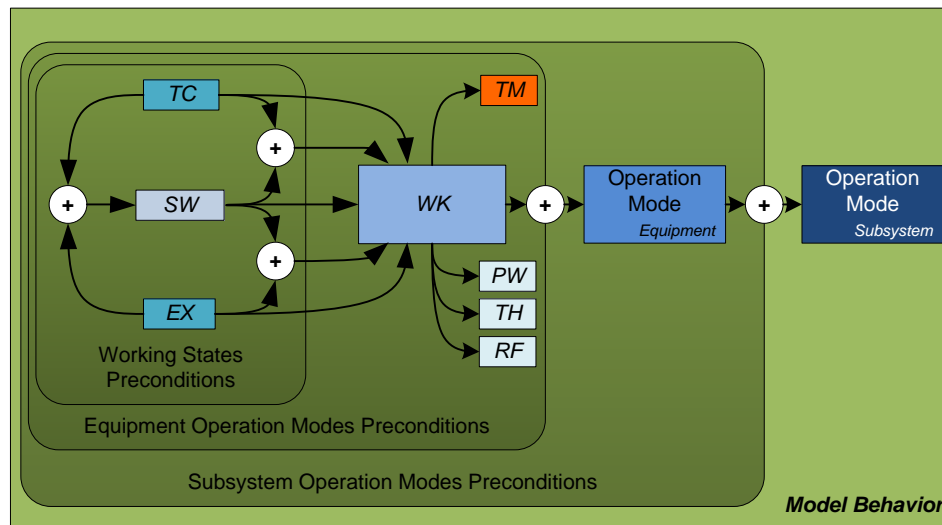 TC
TM
+
+
SW
WK
+
Operation
Mode
Equipment
+
Operation
Mode
Subsystem
+
PW
EX
TH
RF
Working States
Preconditions
Equipment Operation Modes Preconditions
Subsystem Operation Modes Preconditions
Model Behavior